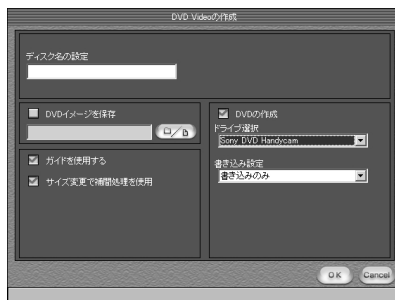 DVD Videoの作成
ディスク名の設定
DVDイメージを保存
ガイドを使用する
サイズ変更で補間処理を使用
DVDの作成
ドライブ選択
Sony DVD Handycam
書き込み設定
書き込みのみ
OK
Cancel